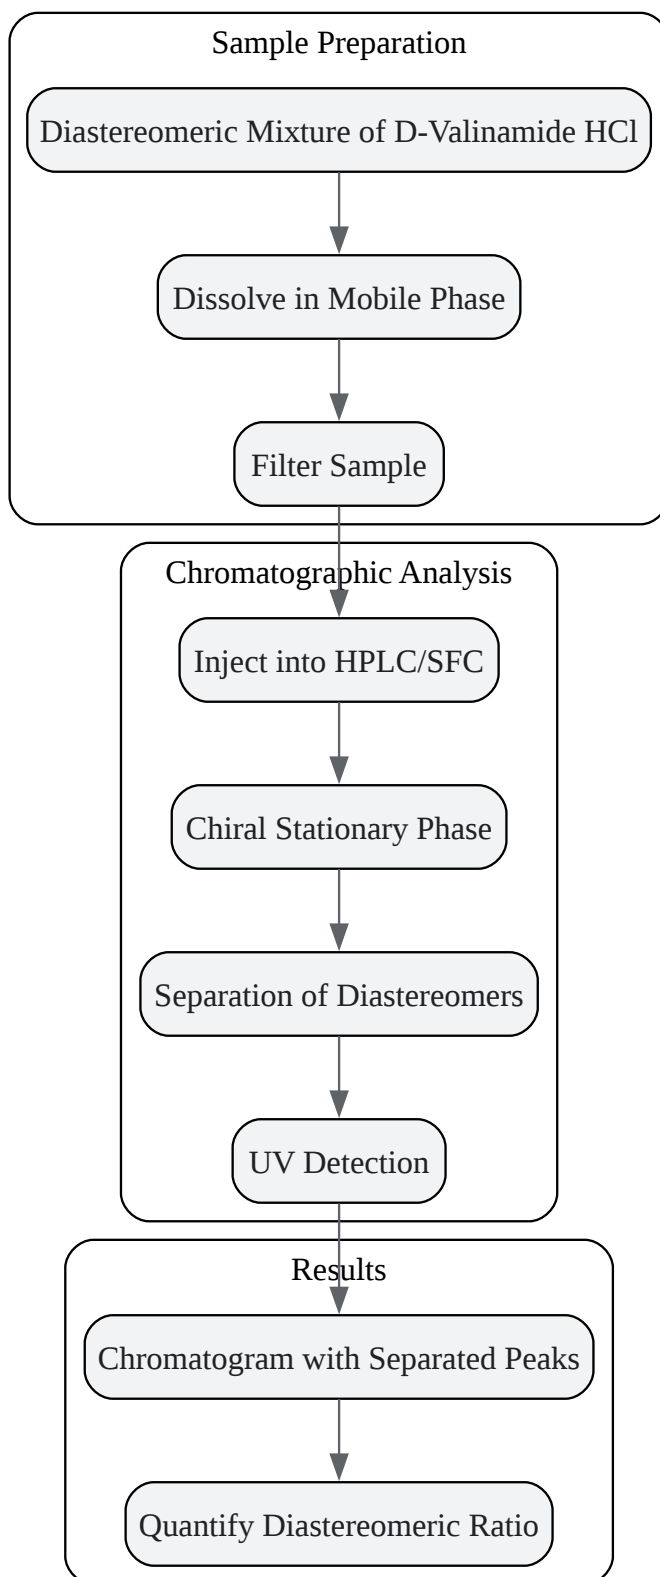 Sample Preparation
Diastereomeric Mixture of D-Valinamide HCl
Dissolve in Mobile Phase
Filter Sample
Chromatographic Analysis
Inject into HPLC/SFC
Chiral Stationary Phase
Separation of Diastereomers
UV Detection
Results
Chromatogram with Separated Peaks
Quantify Diastereomeric Ratio